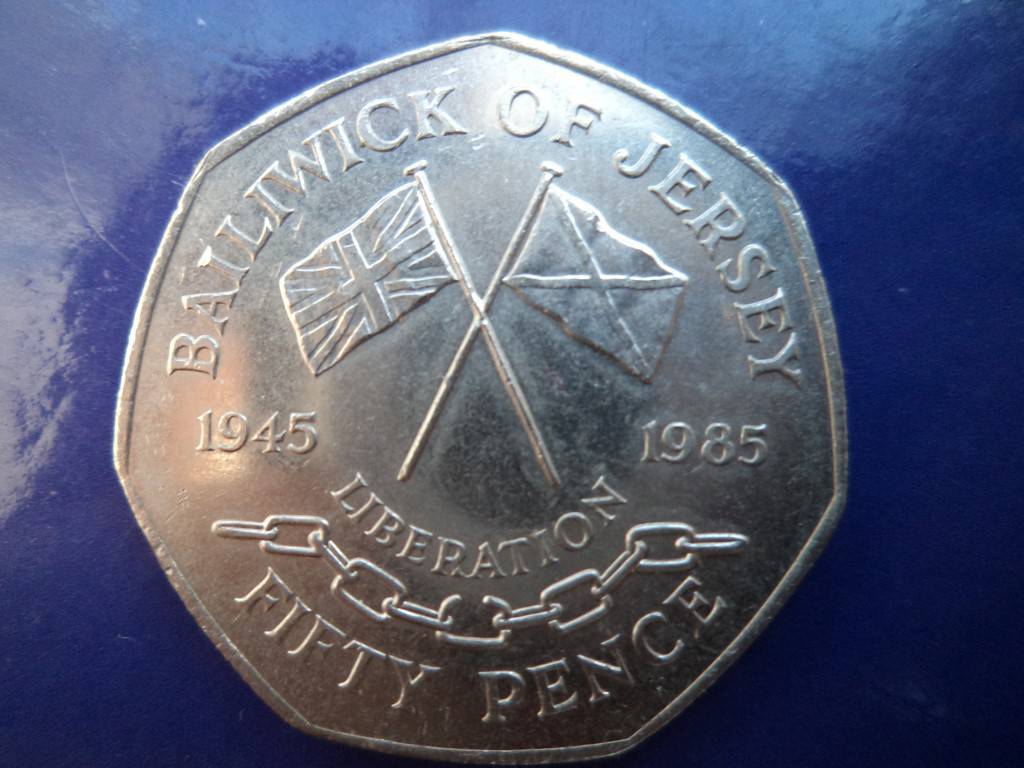 BAILIWICK OF JERSEY
1945 1985
LIBERATION
FIFTY PENCE